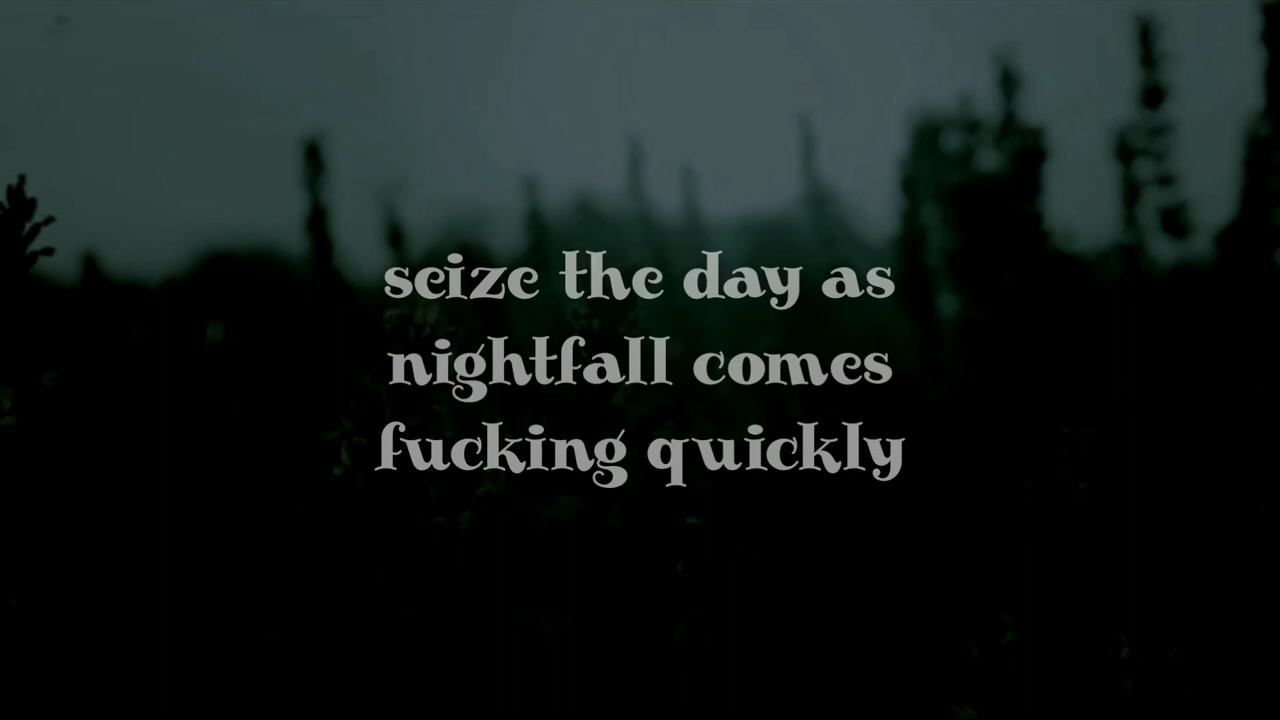 seize the day as
nightfall comes
fucking quickly